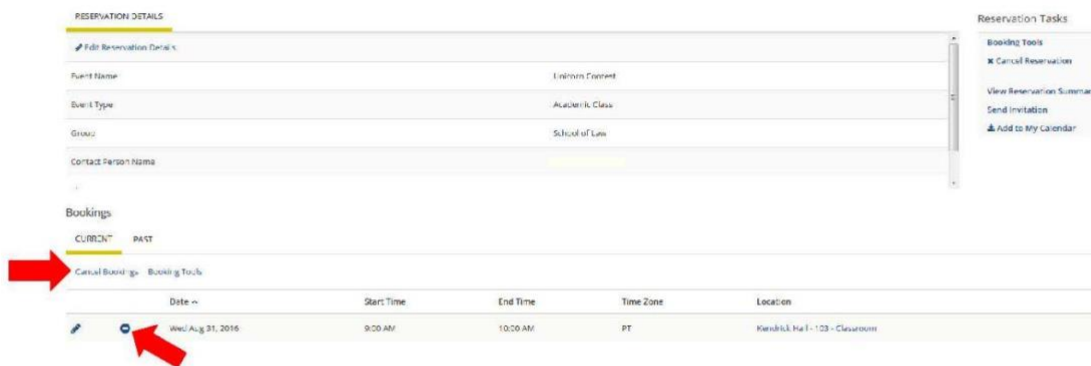 RESERVATION DETAILS
Edit Reservation Details
Event Name Unicorn Contest
Event Type Academic Class
Group School of Law
Contact Person Name
Reservation Tasks
Booking Tools
Cancel Reservation
View Reservation Summar
Send Invitation
Add to My Calendar
Bookings
CURRENT PAST
Cancel Bookings Booking Tools
Date Start Time End Time Time Zone Location
Wed Aug 31, 2016 9:00 AM 10:00 AM PT Kendrick Hall - 103 - Classroom